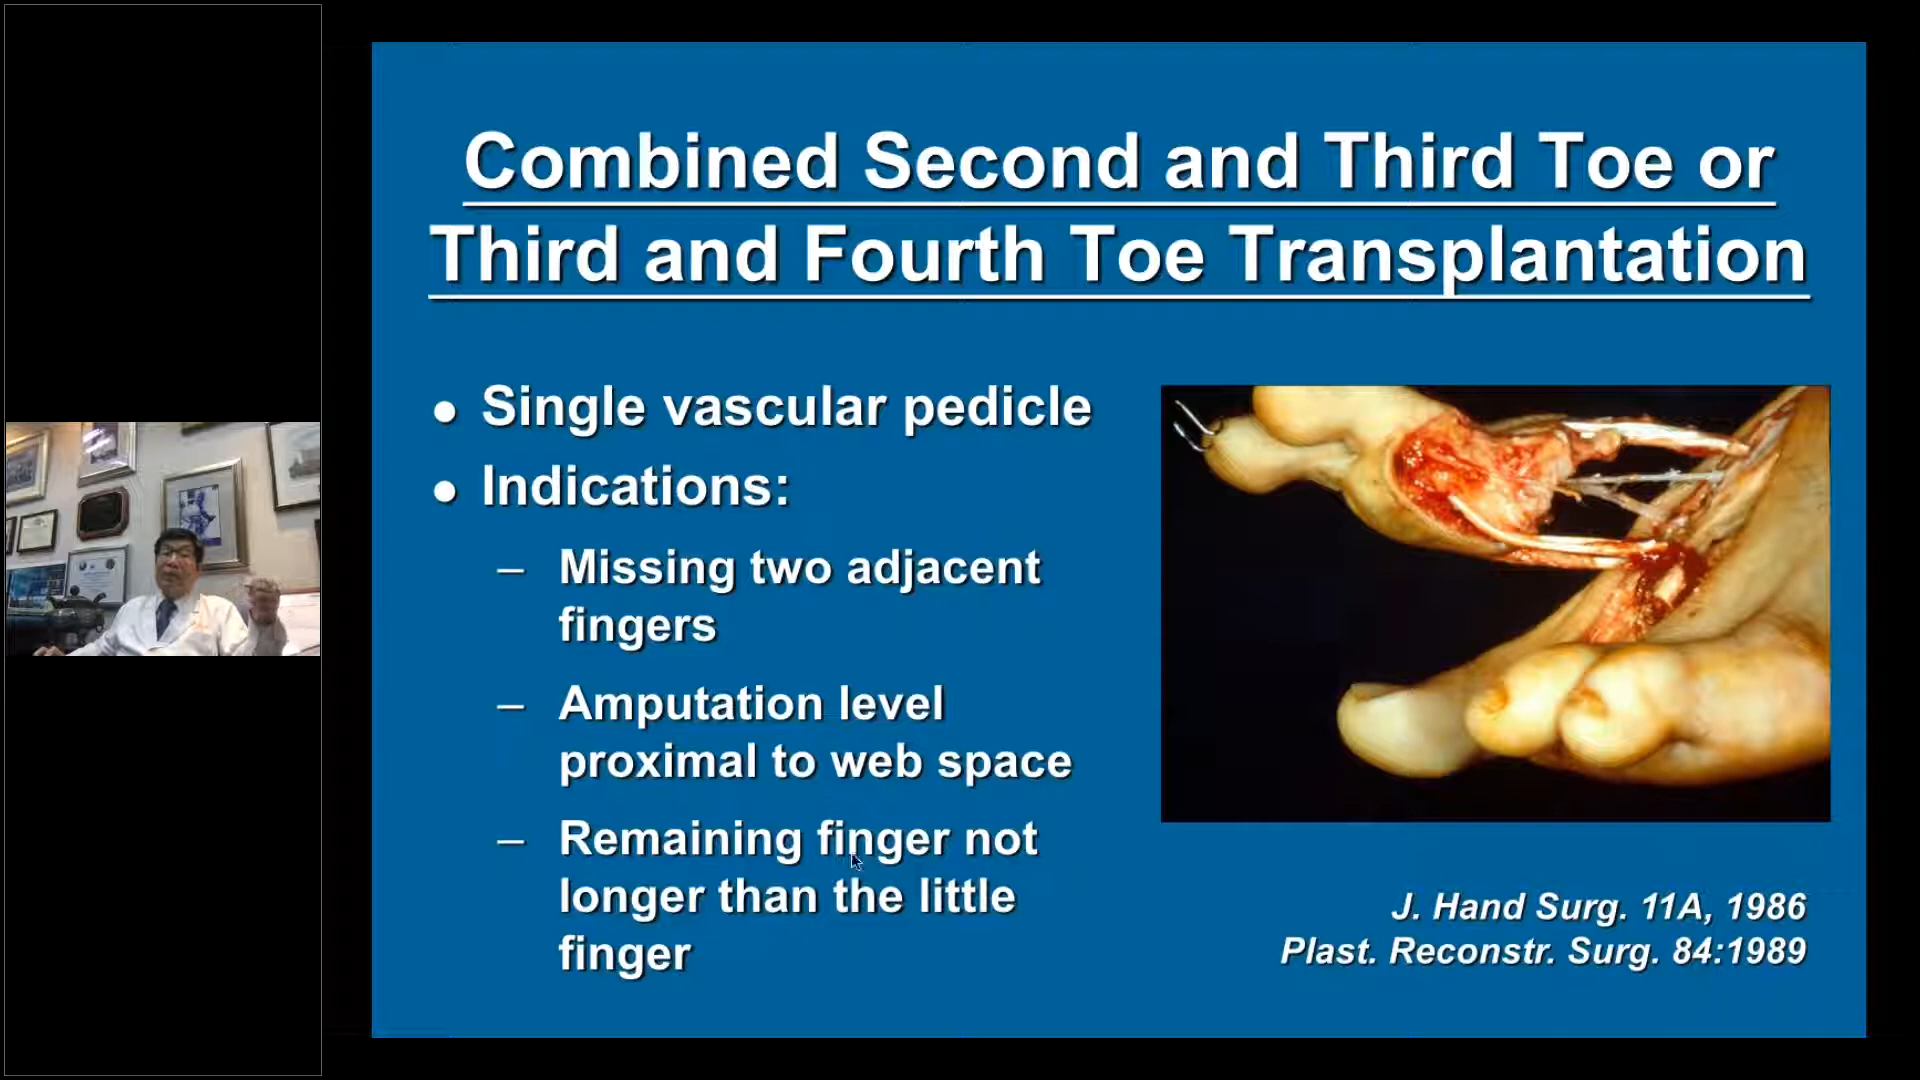 Combined Second and Third Toe or
Third and Fourth Toe Transplantation
● Single vascular pedicle
● Indications:
– Missing two adjacent
fingers
– Amputation level
proximal to web space
– Remaining finger not
longer than the little
finger
J. Hand Surg. 11A, 1986
Plast. Reconstr. Surg. 84:1989